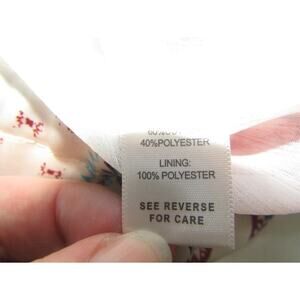 40%POLYESTER
LINING:
100% POLYESTER
SEE REVERSE
FOR CARE